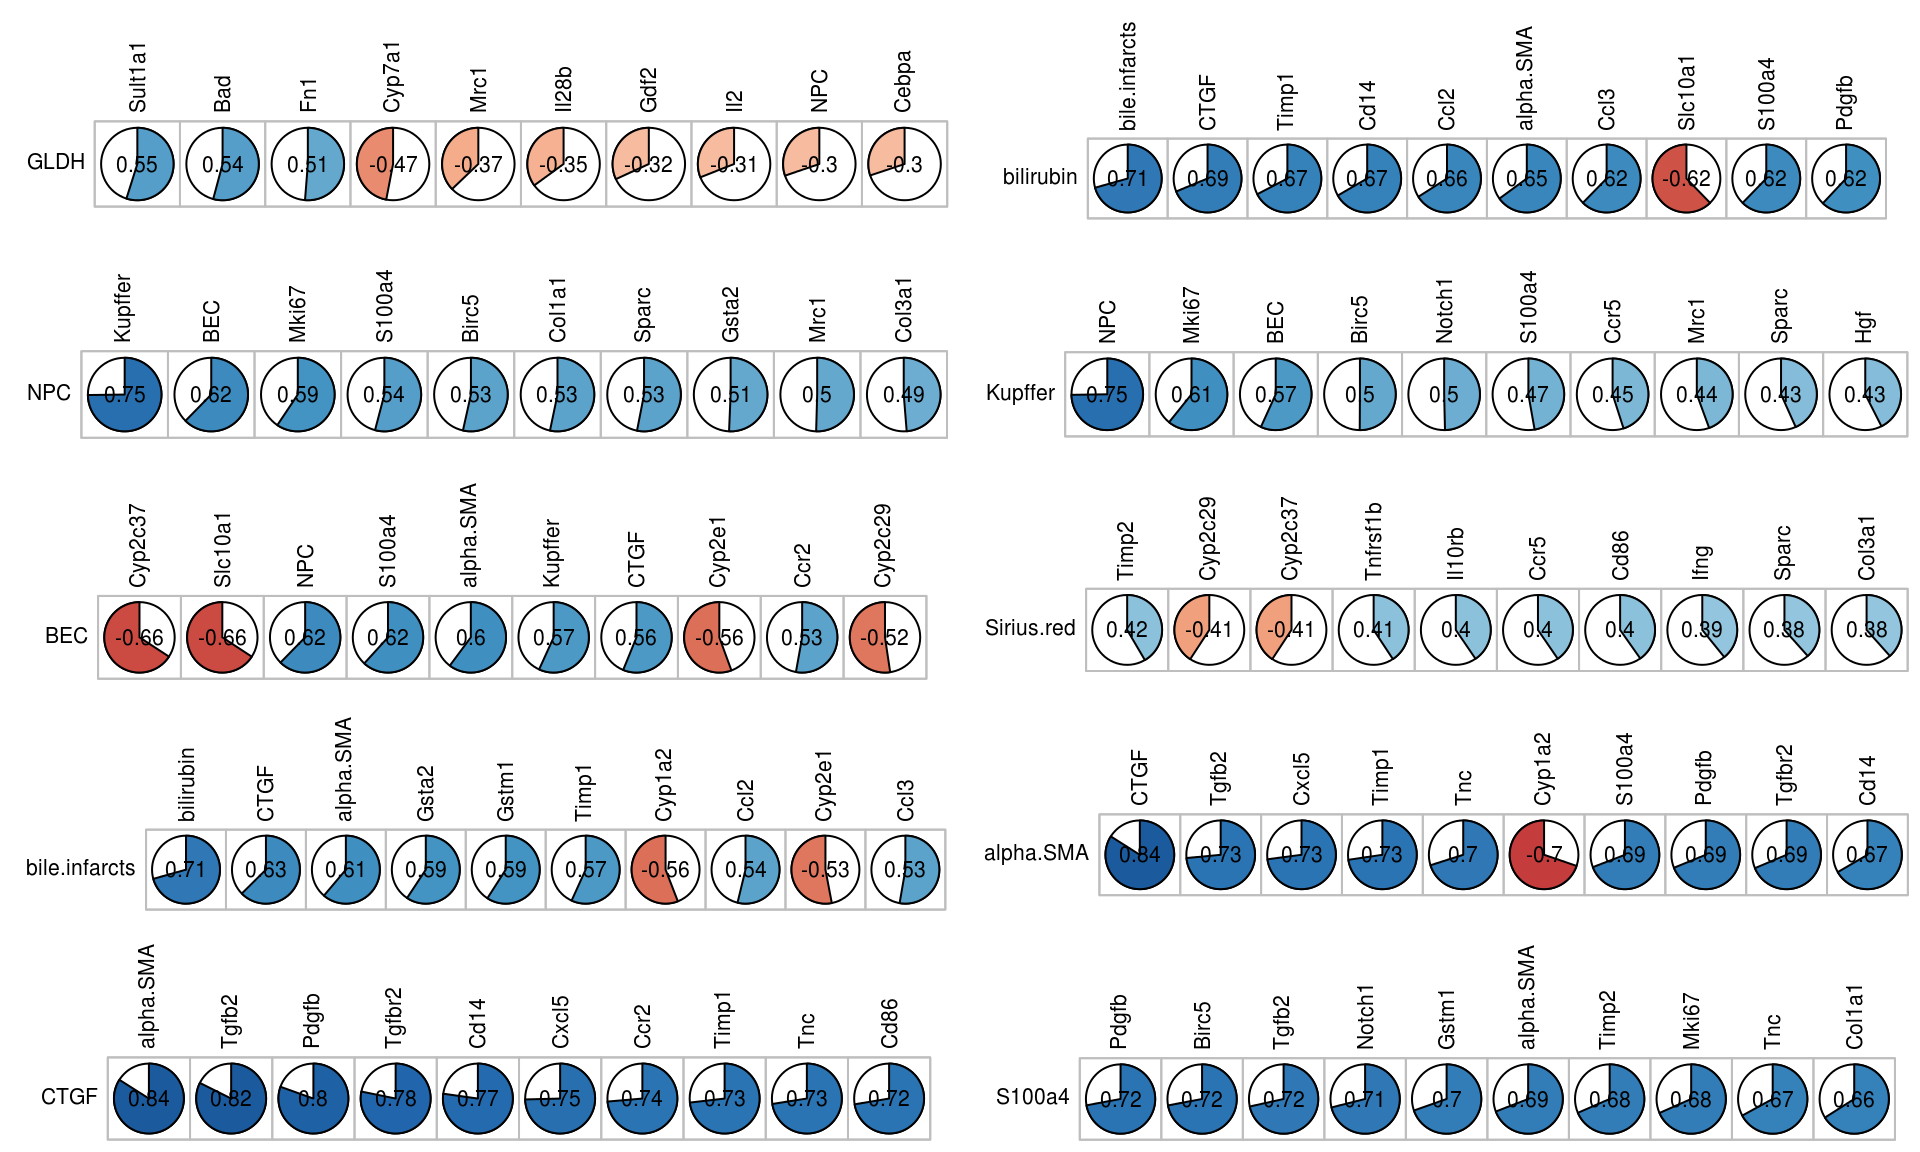 Sult1a1 Bad Fn1 Cyp7a1 Mrc1 Il28b Gdf2 Il2 NPC Cebpa
GLDH 0.55 0.54 0.51 -0.47 -0.37 -0.35 -0.32 -0.31 -0.3 -0.3
bile.infarcts CTGF Timp1 Cd14 Ccl2 alpha.SMA Ccl3 Slc10a1 S100a4 Pdgfb
bilirubin 0.71 0.69 0.67 0.67 0.66 0.65 0.62 -0.62 0.62 0.62
Kupffer BEC Mki67 S100a4 Birc5 Col1a1 Sparc Gsta2 Mrc1 Col3a1
NPC 0.75 0.62 0.59 0.54 0.53 0.53 0.53 0.51 0.5 0.49
NPC Mki67 BEC Birc5 Notch1 S100a4 Ccr5 Mrc1 Sparc Hgf
Kupffer 0.75 0.61 0.57 0.5 0.5 0.47 0.45 0.44 0.43 0.43
Cyp2c37 Slc10a1 NPC S100a4 alpha.SMA Kupffer CTGF Cyp2e1 Ccr2 Cyp2c29
BEC -0.66 -0.66 0.62 0.62 0.6 0.57 0.56 -0.56 0.53 -0.52
Timp2 Cyp2c29 Cyp2c37 Tnfrsf1b Il10rb Ccr5 Cd86 Ifng Sparc Col3a1
Sirius.red 0.42 -0.41 -0.41 0.41 0.4 0.4 0.4 0.39 0.38 0.38
bilirubin CTGF alpha.SMA Gsta2 Gstm1 Timp1 Cyp1a2 Ccl2 Cyp2e1 Ccl3
bile.infarcts 0.71 0.63 0.61 0.59 0.59 0.57 -0.56 0.54 -0.53 0.53
CTGF Tgfb2 Cxcl5 Timp1 Tnc Cyp1a2 S100a4 Pdgfb Tgfbr2 Cd14
alpha.SMA 0.84 0.73 0.73 0.73 0.7 -0.7 0.69 0.69 0.69 0.67
alpha.SMA Tgfb2 Pdgfb Tgfbr2 Cd14 Cxcl5 Ccr2 Timp1 Tnc Cd86
CTGF 0.84 0.82 0.8 0.78 0.77 0.75 0.74 0.73 0.73 0.72
Pdgfb Birc5 Tgfb2 Notch1 Gstm1 alpha.SMA Timp2 Mki67 Tnc Col1a1
S100a4 0.72 0.72 0.72 0.71 0.7 0.69 0.68 0.68 0.67 0.66